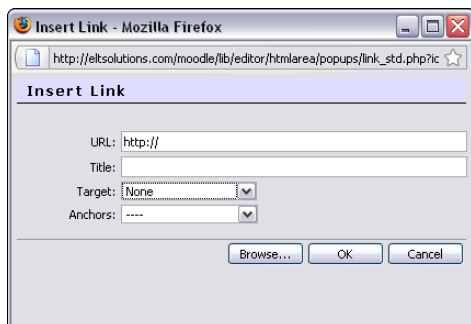 Insert Link - Mozilla Firefox
http://eltsolutions.com/moodle/lib/editor/htmlarea/popups/link_std.php?ic
Insert Link
URL: http://
Title:
Target: None
Anchors: ----
Browse... OK Cancel